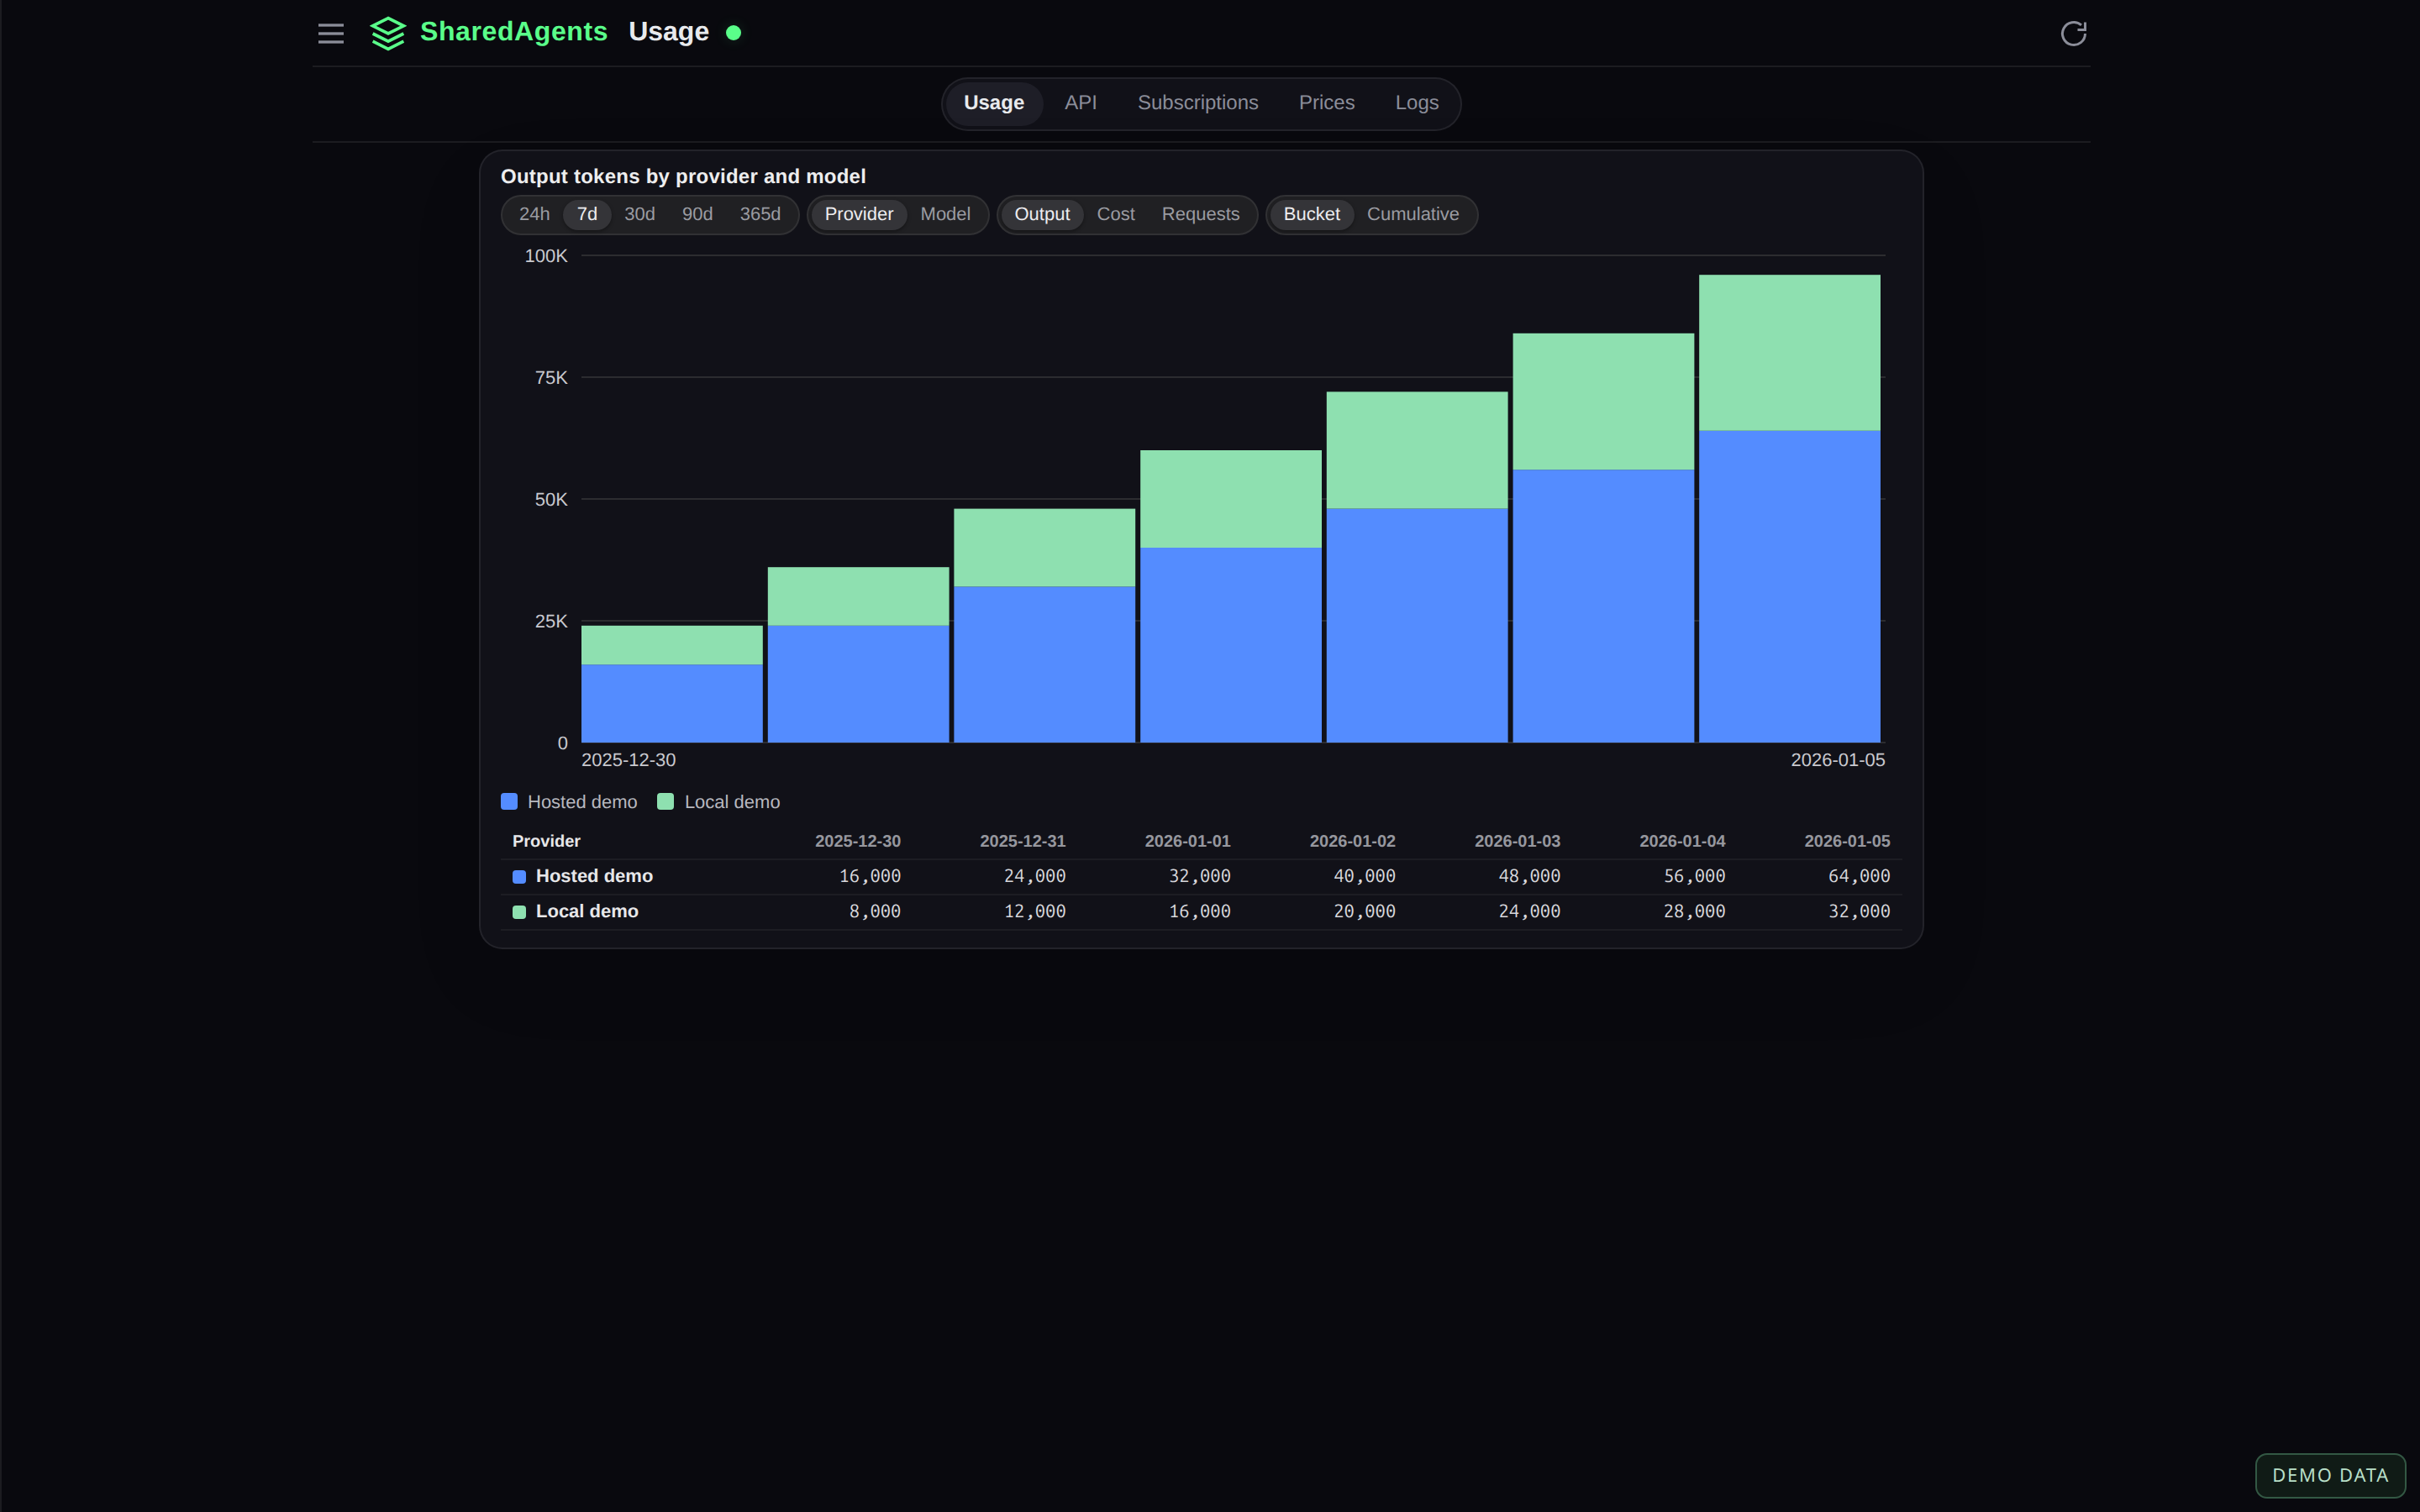 SharedAgents Usage
Usage API Subscriptions Prices Logs
Output tokens by provider and model
24h 7d 30d 90d 365d Provider Model Output Cost Requests Bucket Cumulative
100K
75K
50K
25K
0
2025-12-30 2026-01-05
Hosted demo Local demo
Provider 2025-12-30 2025-12-31 2026-01-01 2026-01-02 2026-01-03 2026-01-04 2026-01-05
Hosted demo 16,000 24,000 32,000 40,000 48,000 56,000 64,000
Local demo 8,000 12,000 16,000 20,000 24,000 28,000 32,000
DEMO DATA